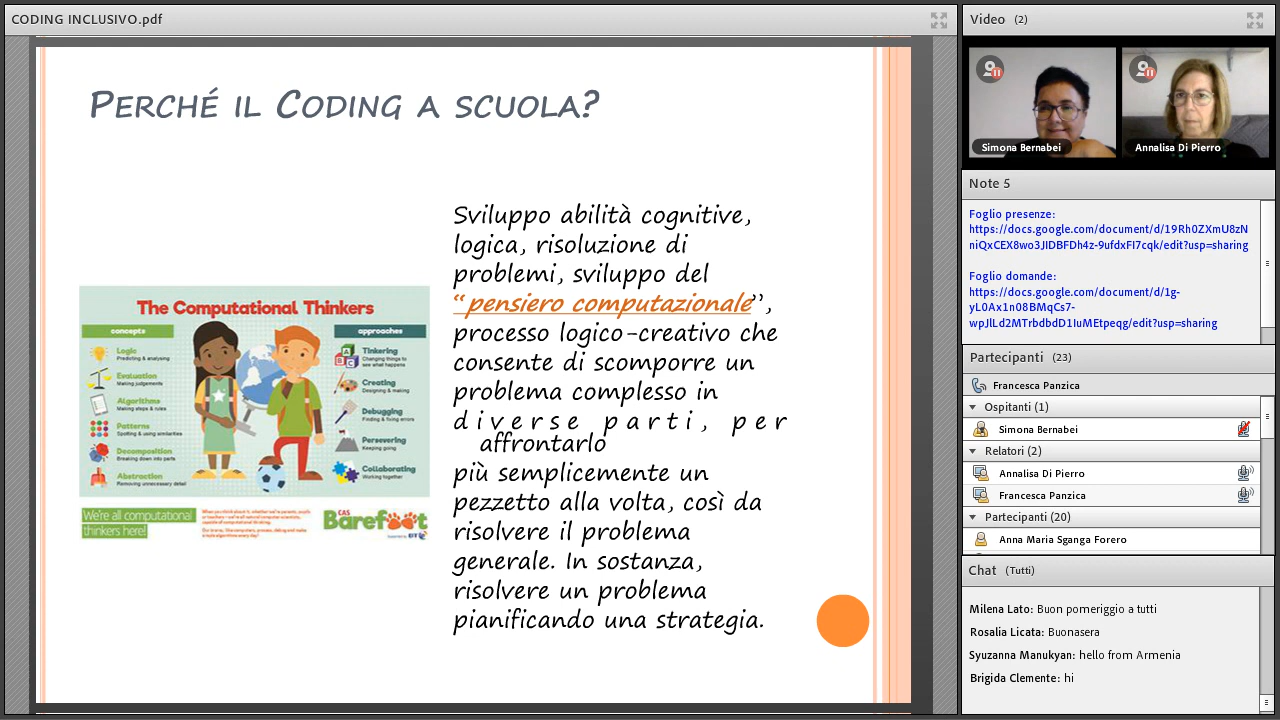 CODING INCLUSIVO.pdf
PERCHÉ IL CODING A SCUOLA?
Sviluppo abilità cognitive,
logica, risoluzione di
problemi, sviluppo del
“ pensiero computazionale”,
processo logico-creativo che
consente di scomporre un
problema complesso in
diverse parti, per
affrontarlo
più semplicemente un
pezzetto alla volta, così da
risolvere il problema
generale. In sostanza,
risolvere un problema
pianificando una strategia.
The Computational Thinkers
concepts
Logic
Predicting & analysing
Evaluation
Making judgements
Algorithms
Making steps & rules
Patterns
Spotting & using similarities
Decomposition
Breaking down into parts
Abstraction
Removing unnecessary detail
approaches
Tinkering
Changing things to
see what happens
Creating
Designing & making
Debugging
Finding & fixing errors
Persevering
Keeping going
Collaborating
Working together
We're all computational
thinkers here!
CAS
Barefoot
Supported by BT
Video (2)
Simona Bernabei
Annalisa Di Pierro
Note 5
Foglio presenze:
https://docs.google.com/document/d/19Rh0ZXmU8zN
niQxCEX8wo3JIDBFDh4z-9ufdxFI7cqk/edit?usp=sharing
Foglio domande:
https://docs.google.com/document/d/1g-
yL0Ax1n08BMqCs7-
wpJlLd2MTrbdbdD1IuMEtpeqg/edit?usp=sharing
Partecipanti (23)
Francesca Panzica
Ospitanti (1)
Simona Bernabei
Relatori (2)
Annalisa Di Pierro
Francesca Panzica
Partecipanti (20)
Anna Maria Sganga Forero
Chat (Tutti)
Milena Lato: Buon pomeriggio a tutti
Rosalia Licata: Buonasera
Syuzanna Manukyan: hello from Armenia
Brigida Clemente: hi